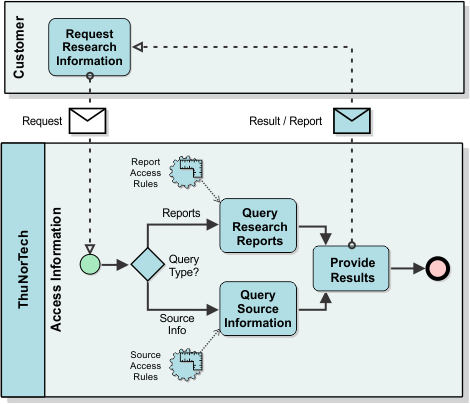 Customer
Request
Research
Information
Request
Result / Report
ThuNorTech
Access Information
Report
Access
Rules
Reports
Query
Research
Reports
Query
Type?
Provide
Results
Source
Info
Query
Source
Information
Source
Access
Rules